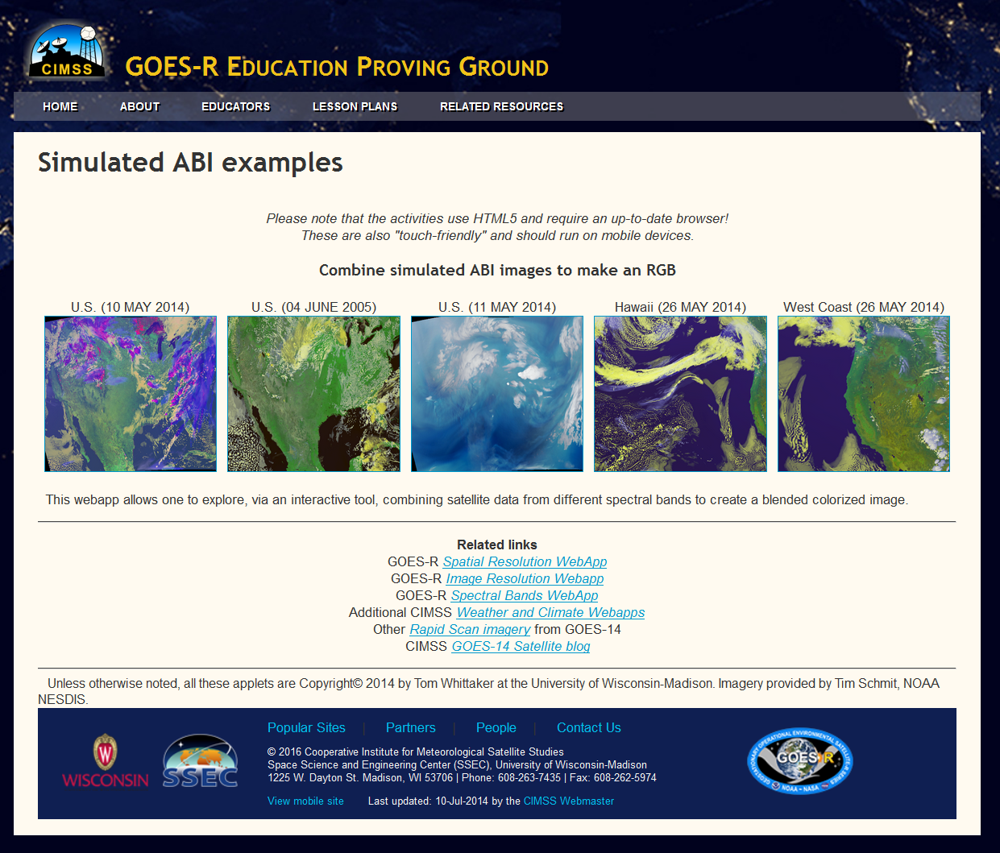 CIMSS
GOES-R Education Proving Ground
HOME ABOUT EDUCATORS LESSON PLANS RELATED RESOURCES
Simulated ABI examples
Please note that the activities use HTML5 and require an up-to-date browser!
These are also "touch-friendly" and should run on mobile devices.
Combine simulated ABI images to make an RGB
U.S. (10 MAY 2014) U.S. (04 JUNE 2005) U.S. (11 MAY 2014) Hawaii (26 MAY 2014) West Coast (26 MAY 2014)
This webapp allows one to explore, via an interactive tool, combining satellite data from different spectral bands to create a blended colorized image.
Related links
GOES-R Spatial Resolution WebApp
GOES-R Image Resolution Webapp
GOES-R Spectral Bands WebApp
Additional CIMSS Weather and Climate Webapps
Other Rapid Scan imagery from GOES-14
CIMSS GOES-14 Satellite blog
Unless otherwise noted, all these applets are Copyright© 2014 by Tom Whittaker at the University of Wisconsin-Madison. Imagery provided by Tim Schmit, NOAA
NESDIS.
W
WISCONSIN
SSEC
Popular Sites | Partners | People | Contact Us
© 2016 Cooperative Institute for Meteorological Satellite Studies
Space Science and Engineering Center (SSEC), University of Wisconsin-Madison
1225 W. Dayton St. Madison, WI 53706 | Phone: 608-263-7435 | Fax: 608-262-5974
View mobile site Last updated: 10-Jul-2014 by the CIMSS Webmaster
GEOSTATIONARY OPERATIONAL ENVIRONMENTAL SATELLITE-R SERIES
GOES-R
NOAA - NASA